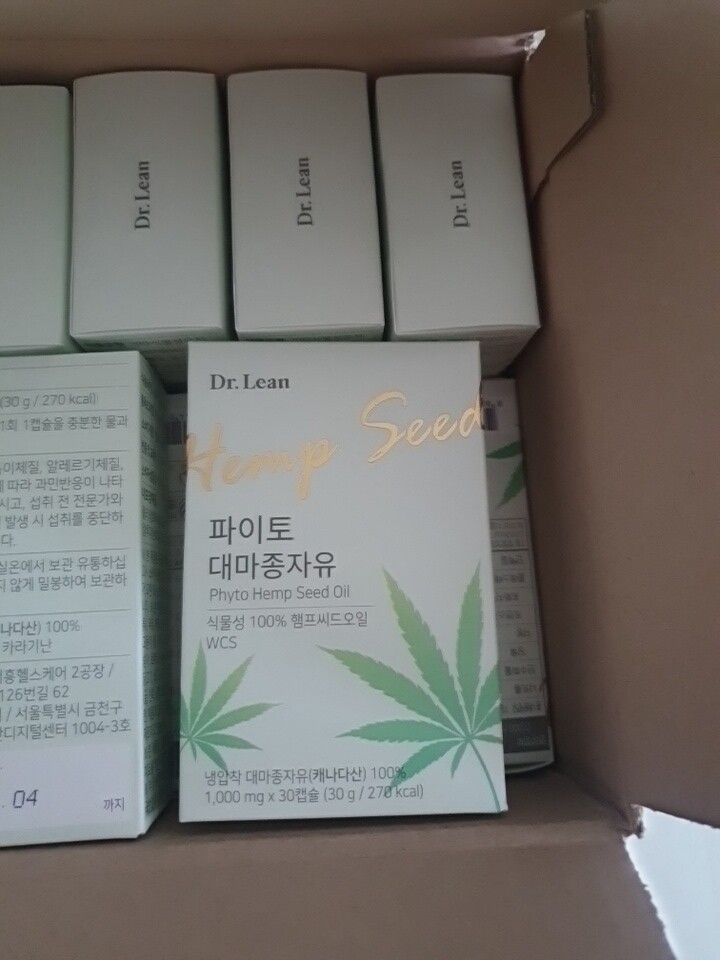 Dr. Lean
Dr. Lean
Dr. Lean
Dr. Lean
Hemp Seed
파이토
대마종자유
Phyto Hemp Seed Oil
식물성 100% 햄프씨드오일
WCS
냉압착 대마종자유(캐나다산) 100%
1,000 mg x 30캡슐 (30 g / 270 kcal)
(30 g / 270 kcal)
1회 1캡슐을 충분한 물과
이체질, 알레르기체질,
에 따라 과민반응이 나타
시고, 섭취 전 전문가와
발생 시 섭취를 중단하
다.
실온에서 보관 유통하십
지 않게 밀봉하여 보관하
나다산) 100%
카라기난
흥헬스케어 2공장 /
126번길 62
/ 서울특별시 금천구
디지털센터 1004-3호
. 04
까지